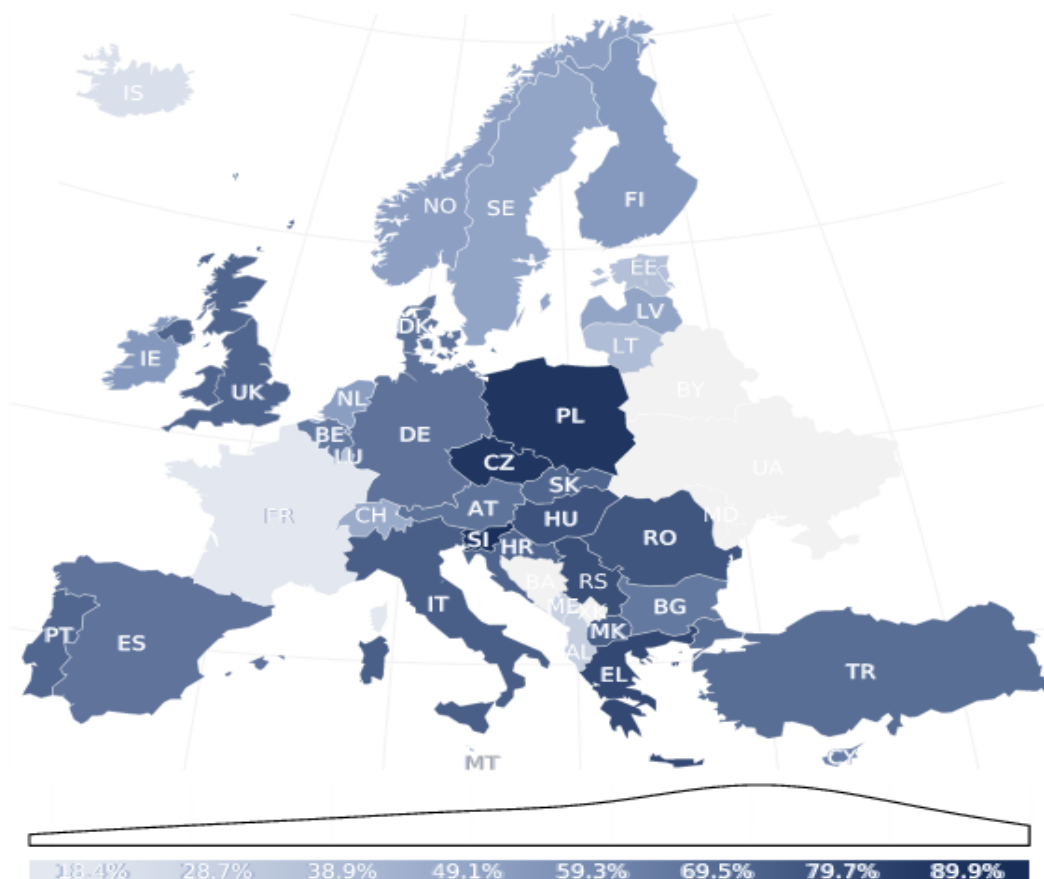 IS
NO
SE
FI
EE
LV
LT
DK
IE
UK
NL
BE
LU
DE
PL
BY
UA
CZ
SK
FR
CH
AT
HU
MD
SI
HR
RO
BA
RS
ME
IT
BG
MK
AL
EL
PT
ES
TR
CY
MT
18.4% 28.7% 38.9% 49.1% 59.3% 69.5% 79.7% 89.9%